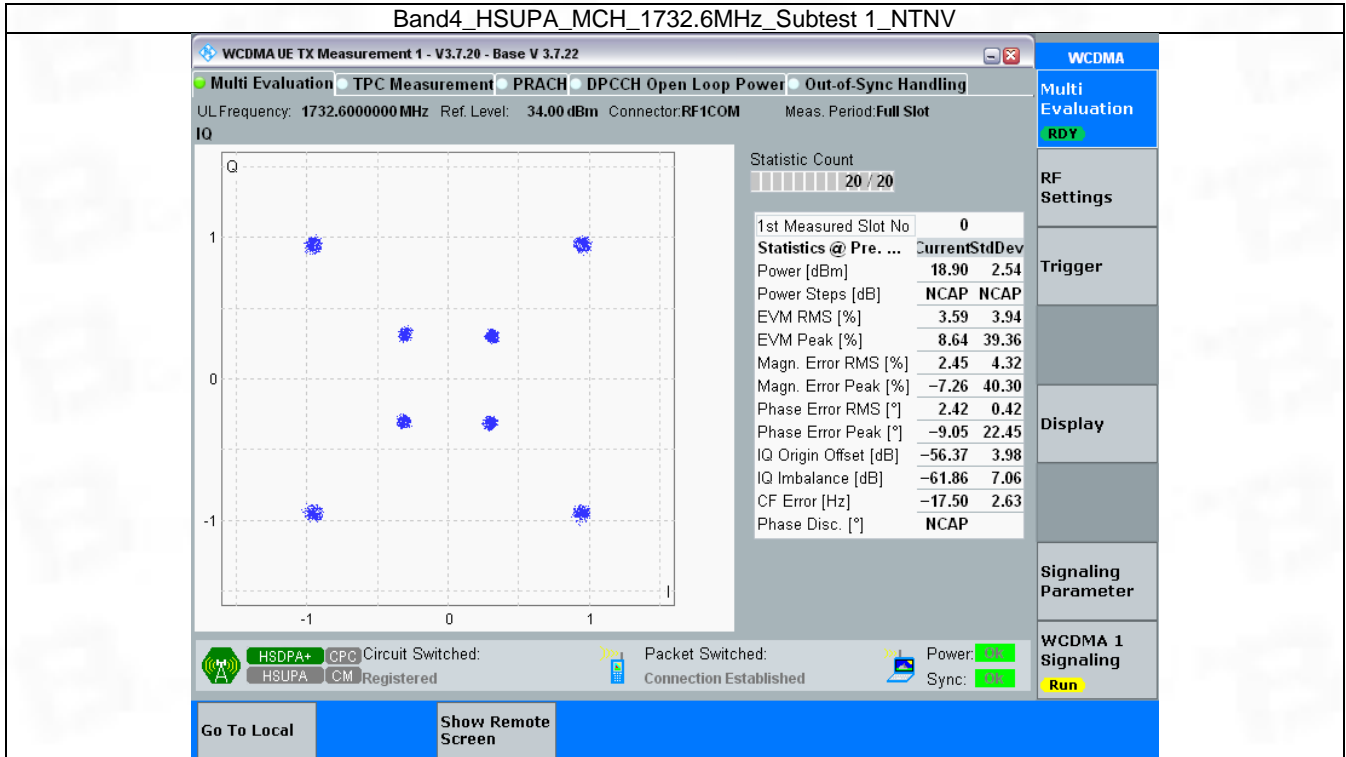 Band4_HSUPA_MCH_1732.6MHz_Subtest 1_NTNV
WCDMA UE TX Measurement 1 - V3.7.20 - Base V 3.7.22
WCDMA
Multi Evaluation TPC Measurement PRACH DPCCH Open Loop Power Out-of-Sync Handling
Multi
Evaluation
RDY
UL Frequency: 1732.6000000 MHz Ref. Level: 34.00 dBm Connector:RF1COM Meas. Period:Full Slot
IQ
Q
1
0
-1
I
-1 0 1
Statistic Count
20 / 20
1st Measured Slot No 0
Statistics @ Pre. ... CurrentStdDev
Power [dBm] 18.90 2.54
Power Steps [dB] NCAP NCAP
EVM RMS [%] 3.59 3.94
EVM Peak [%] 8.64 39.36
Magn. Error RMS [%] 2.45 4.32
Magn. Error Peak [%] −7.26 40.30
Phase Error RMS [°] 2.42 0.42
Phase Error Peak [°] −9.05 22.45
IQ Origin Offset [dB] −56.37 3.98
IQ Imbalance [dB] −61.86 7.06
CF Error [Hz] −17.50 2.63
Phase Disc. [°] NCAP
RF
Settings
Trigger
Display
Signaling
Parameter
WCDMA 1
Signaling
Run
HSDPA+ CPC Circuit Switched: Packet Switched: Power: Ok
HSUPA CM Registered Connection Established Sync: Ok
Go To Local
Show Remote
Screen